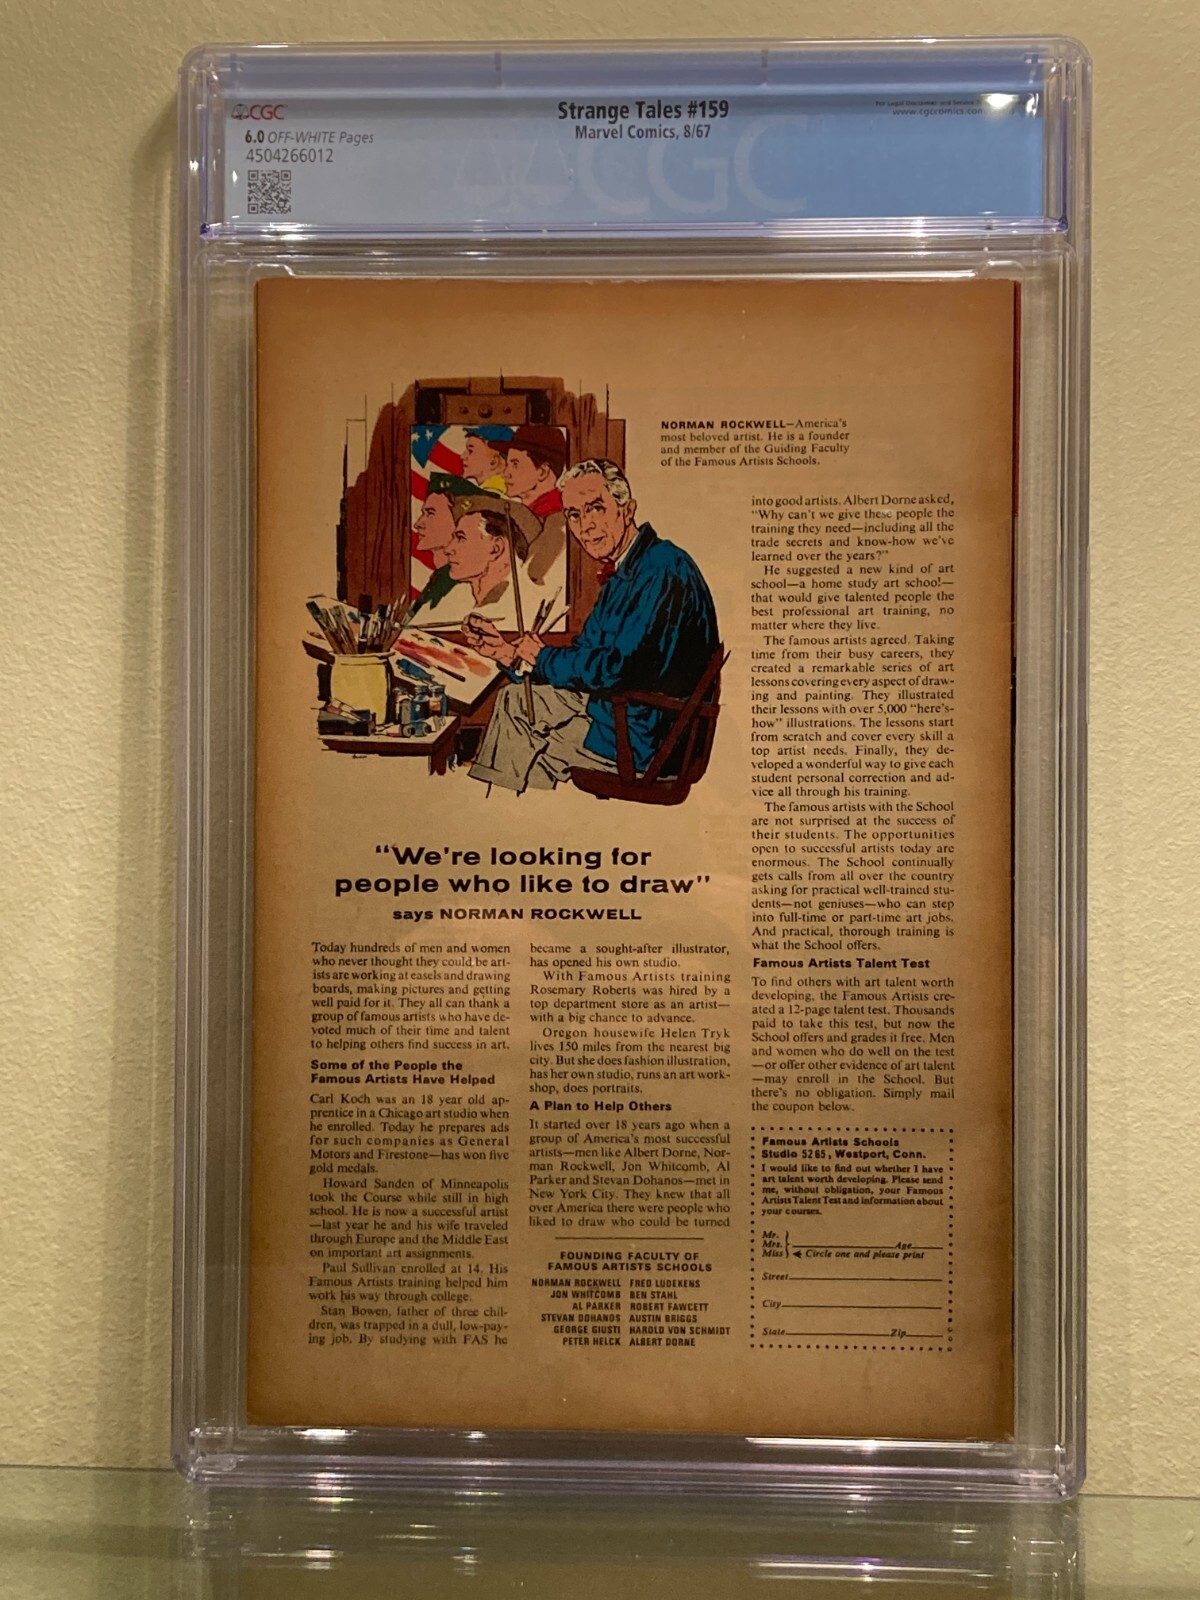 CGC
6.0 OFF-WHITE Pages
4504266012
Strange Tales #159
Marvel Comics, 8/67
For Legal Disclaimer and Service
www.cgccomics.com
CGC
NORMAN ROCKWELL—America's
most beloved artist. He is a founder
and member of the Guiding Faculty
of the Famous Artists Schools.
"We're looking for
people who like to draw"
says NORMAN ROCKWELL
Today hundreds of men and women
who never thought they could be art-
ists are working at easels and drawing
boards, making pictures and getting
well paid for it. They all can thank a
group of famous artists who have de-
voted much of their time and talent
to helping others find success in art.
Some of the People the
Famous Artists Have Helped
Carl Koch was an 18 year old ap-
prentice in a Chicago art studio when
he enrolled. Today he prepares ads
for such companies as General
Motors and Firestone—has won five
gold medals.
Howard Sanden of Minneapolis
took the Course while still in high
school. He is now a successful artist
—last year he and his wife traveled
through Europe and the Middle East
on important art assignments.
Paul Sullivan enrolled at 14. His
Famous Artists training helped him
work his way through college.
Stan Bowen, father of three chil-
dren, was trapped in a dull, low-pay-
ing job. By studying with FAS he
became a sought-after illustrator,
has opened his own studio.
With Famous Artists training
Rosemary Roberts was hired by a
top department store as an artist—
with a big chance to advance.
Oregon housewife Helen Tryk
lives 150 miles from the nearest big
city. But she does fashion illustration,
has her own studio, runs an art work-
shop, does portraits.
A Plan to Help Others
It started over 18 years ago when a
group of America's most successful
artists—men like Albert Dorne, Nor-
man Rockwell, Jon Whitcomb, Al
Parker and Stevan Dohanos—met in
New York City. They knew that all
over America there were people who
liked to draw who could be turned
FOUNDING FACULTY OF
FAMOUS ARTISTS SCHOOLS
NORMAN ROCKWELL FRED LUDEKENS
JON WHITCOMB BEN STAHL
AL PARKER ROBERT FAWCETT
STEVAN DOHANOS AUSTIN BRIGGS
GEORGE GIUSTI HAROLD VON SCHMIDT
PETER HELCK ALBERT DORNE
into good artists. Albert Dorne asked,
"Why can't we give these people the
training they need—including all the
trade secrets and know-how we've
learned over the years?"
He suggested a new kind of art
school—a home study art school—
that would give talented people the
best professional art training, no
matter where they live.
The famous artists agreed. Taking
time from their busy careers, they
created a remarkable series of art
lessons covering every aspect of draw-
ing and painting. They illustrated
their lessons with over 5,000 "here's-
how" illustrations. The lessons start
from scratch and cover every skill a
top artist needs. Finally, they de-
veloped a wonderful way to give each
student personal correction and ad-
vice all through his training.
The famous artists with the School
are not surprised at the success of
their students. The opportunities
open to successful artists today are
enormous. The School continually
gets calls from all over the country
asking for practical well-trained stu-
dents—not geniuses—who can step
into full-time or part-time art jobs.
And practical, thorough training is
what the School offers.
Famous Artists Talent Test
To find others with art talent worth
developing, the Famous Artists cre-
ated a 12-page talent test. Thousands
paid to take this test, but now the
School offers and grades it free. Men
and women who do well on the test
—or offer other evidence of art talent
—may enroll in the School. But
there's no obligation. Simply mail
the coupon below.
Famous Artists Schools
Studio 5265, Westport, Conn.
I would like to find out whether I have
art talent worth developing. Please send
me, without obligation, your Famous
Artists Talent Test and information about
your courses.
Mr.
Mrs. Age
Miss Circle one and please print
Street
City
State Zip